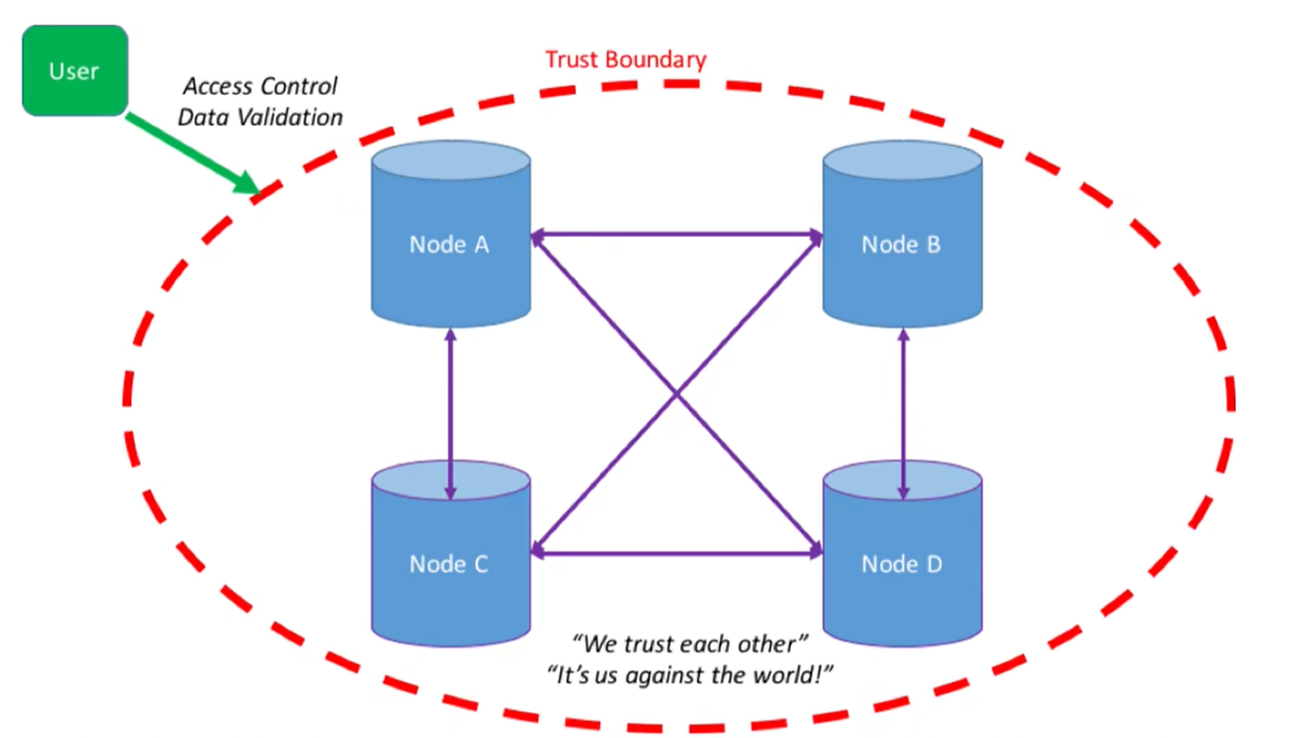 User
Access Control
Data Validation
Trust Boundary
Node A
Node B
Node C
Node D
“We trust each other”
“It’s us against the world!”